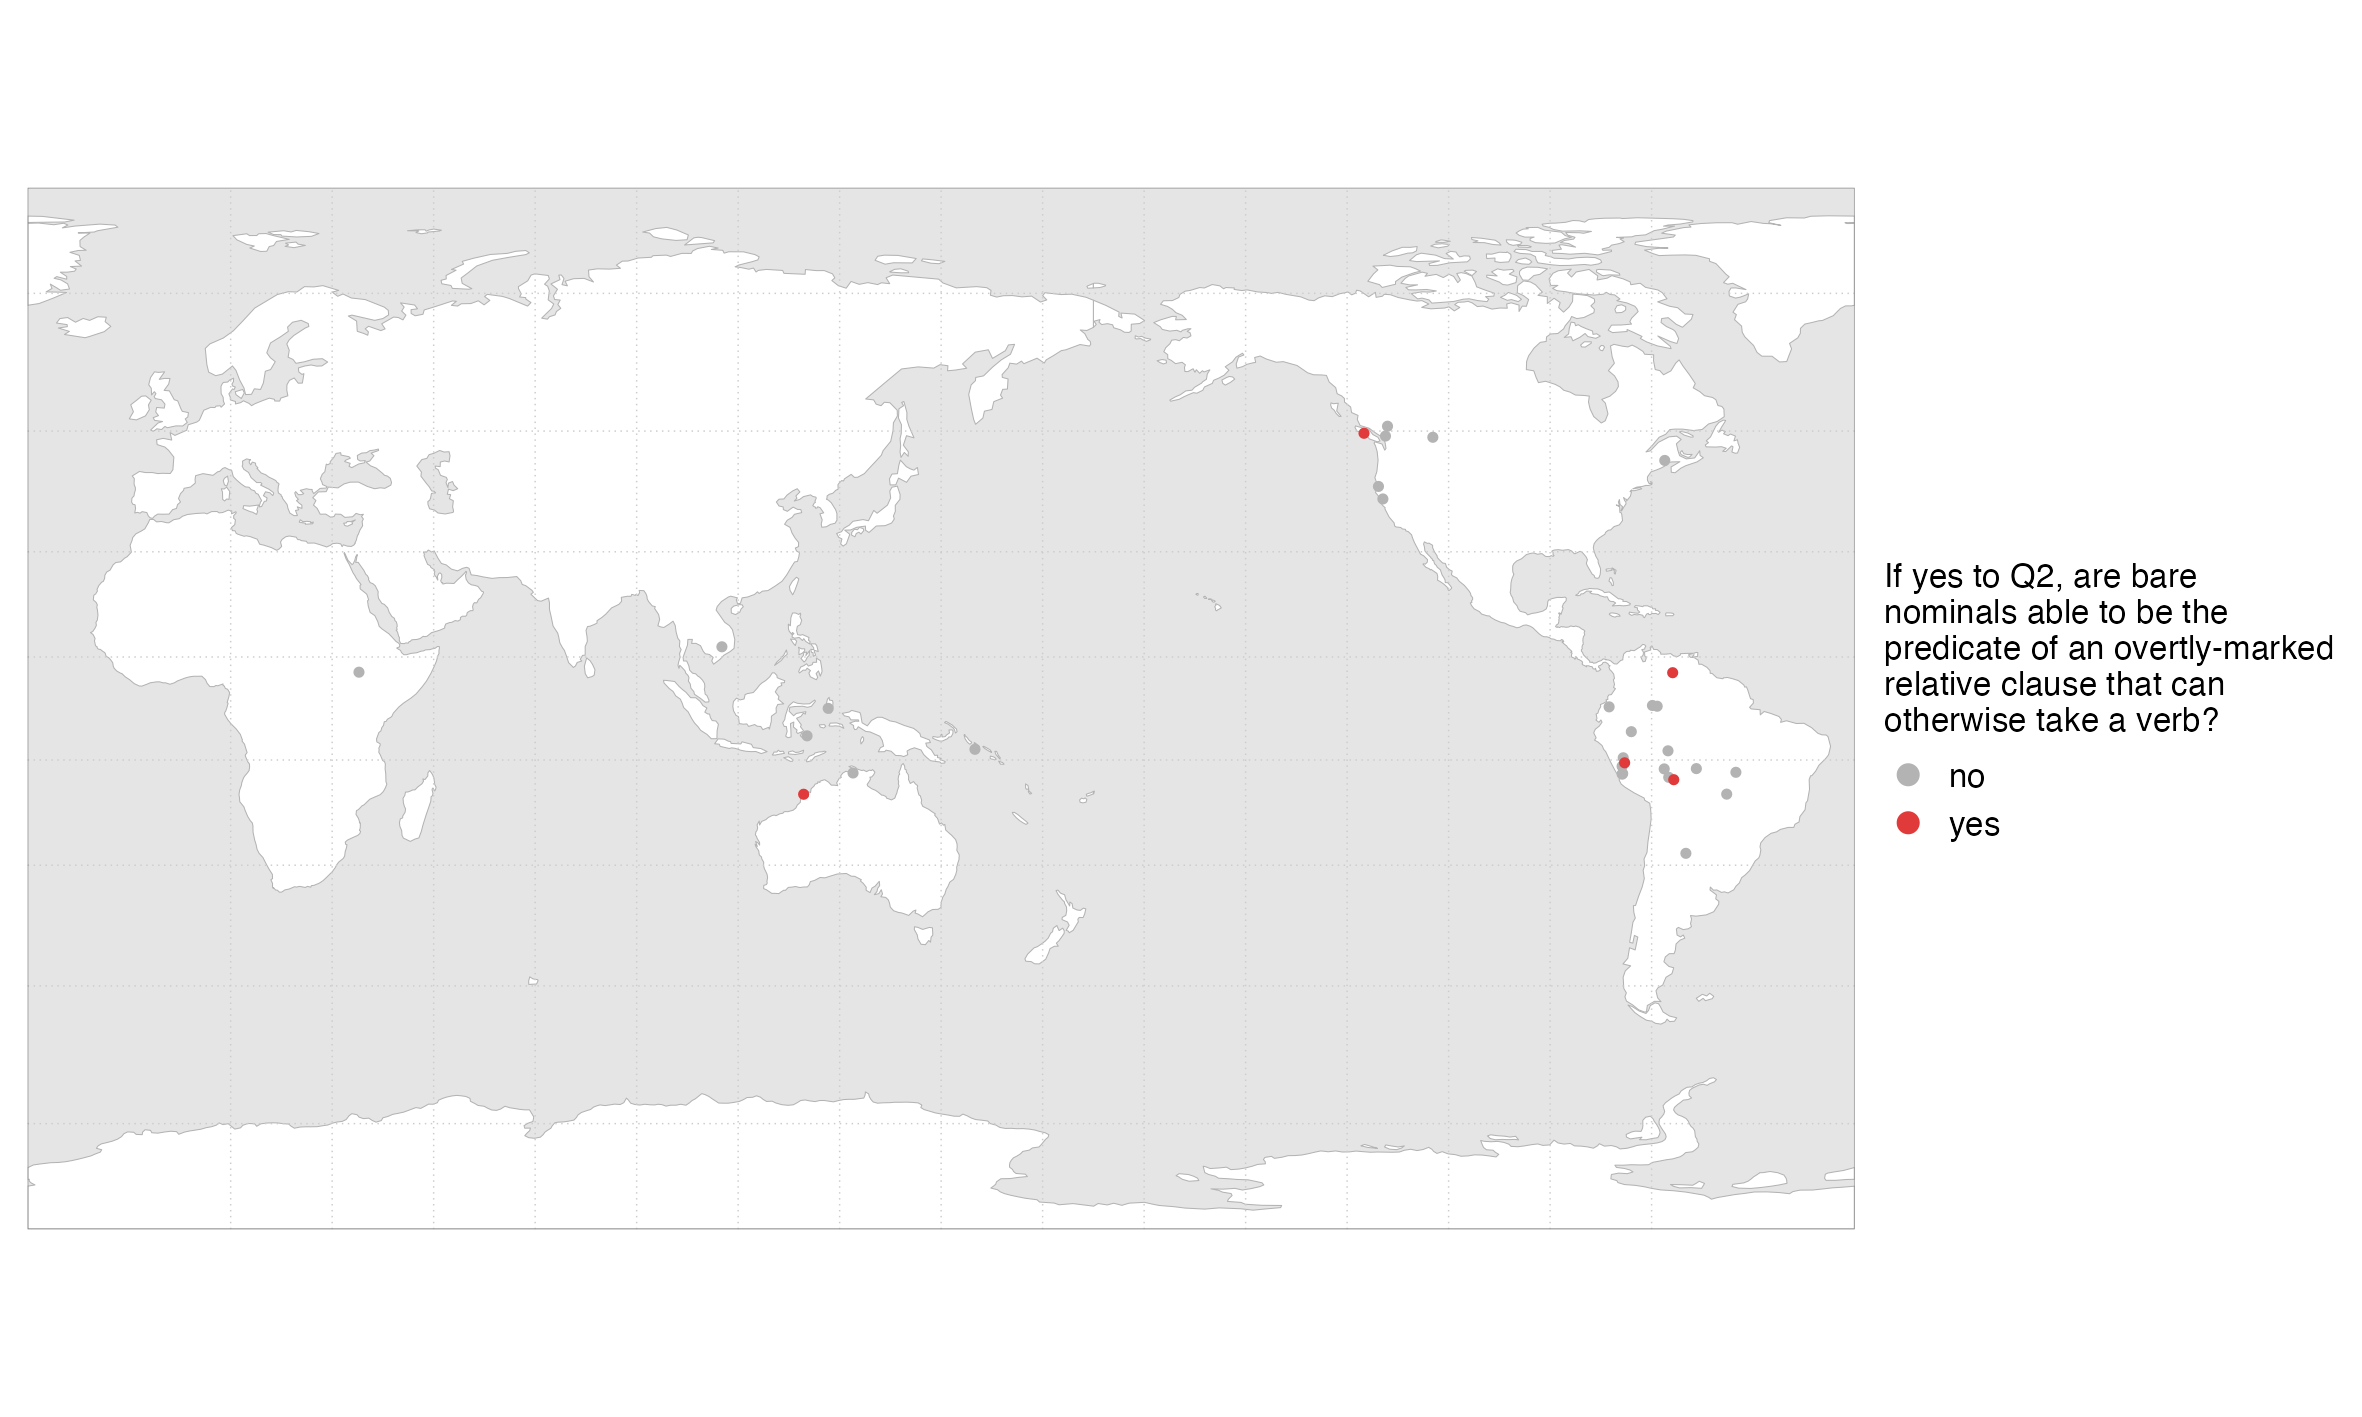 If yes to Q2, are bare
nominals able to be the
predicate of an overtly-marked
relative clause that can
otherwise take a verb?
no
yes